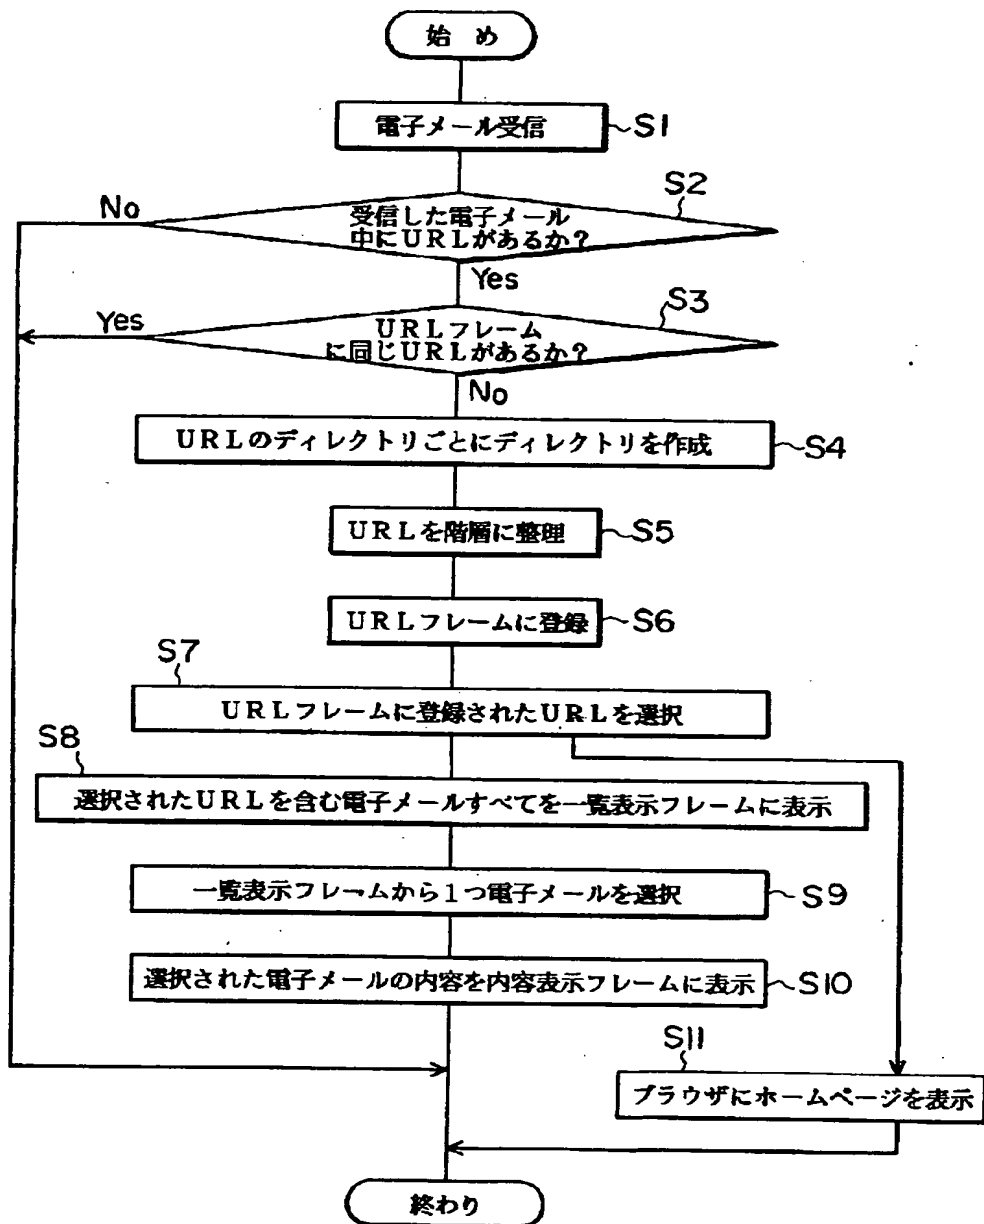 始 め
電子メール受信
S1
S2
No
受信した電子メール
中にURLがあるか？
Yes
S3
Yes
URLフレーム
に同じURLがあるか？
No
URLのディレクトリごとにディレクトリを作成
S4
URLを階層に整理
S5
URLフレームに登録
S6
S7
URLフレームに登録されたURLを選択
S8
選択されたURLを含む電子メールすべてを一覧表示フレームに表示
一覧表示フレームから1つ電子メールを選択
S9
選択された電子メールの内容を内容表示フレームに表示
S10
S11
ブラウザにホームページを表示
終わり